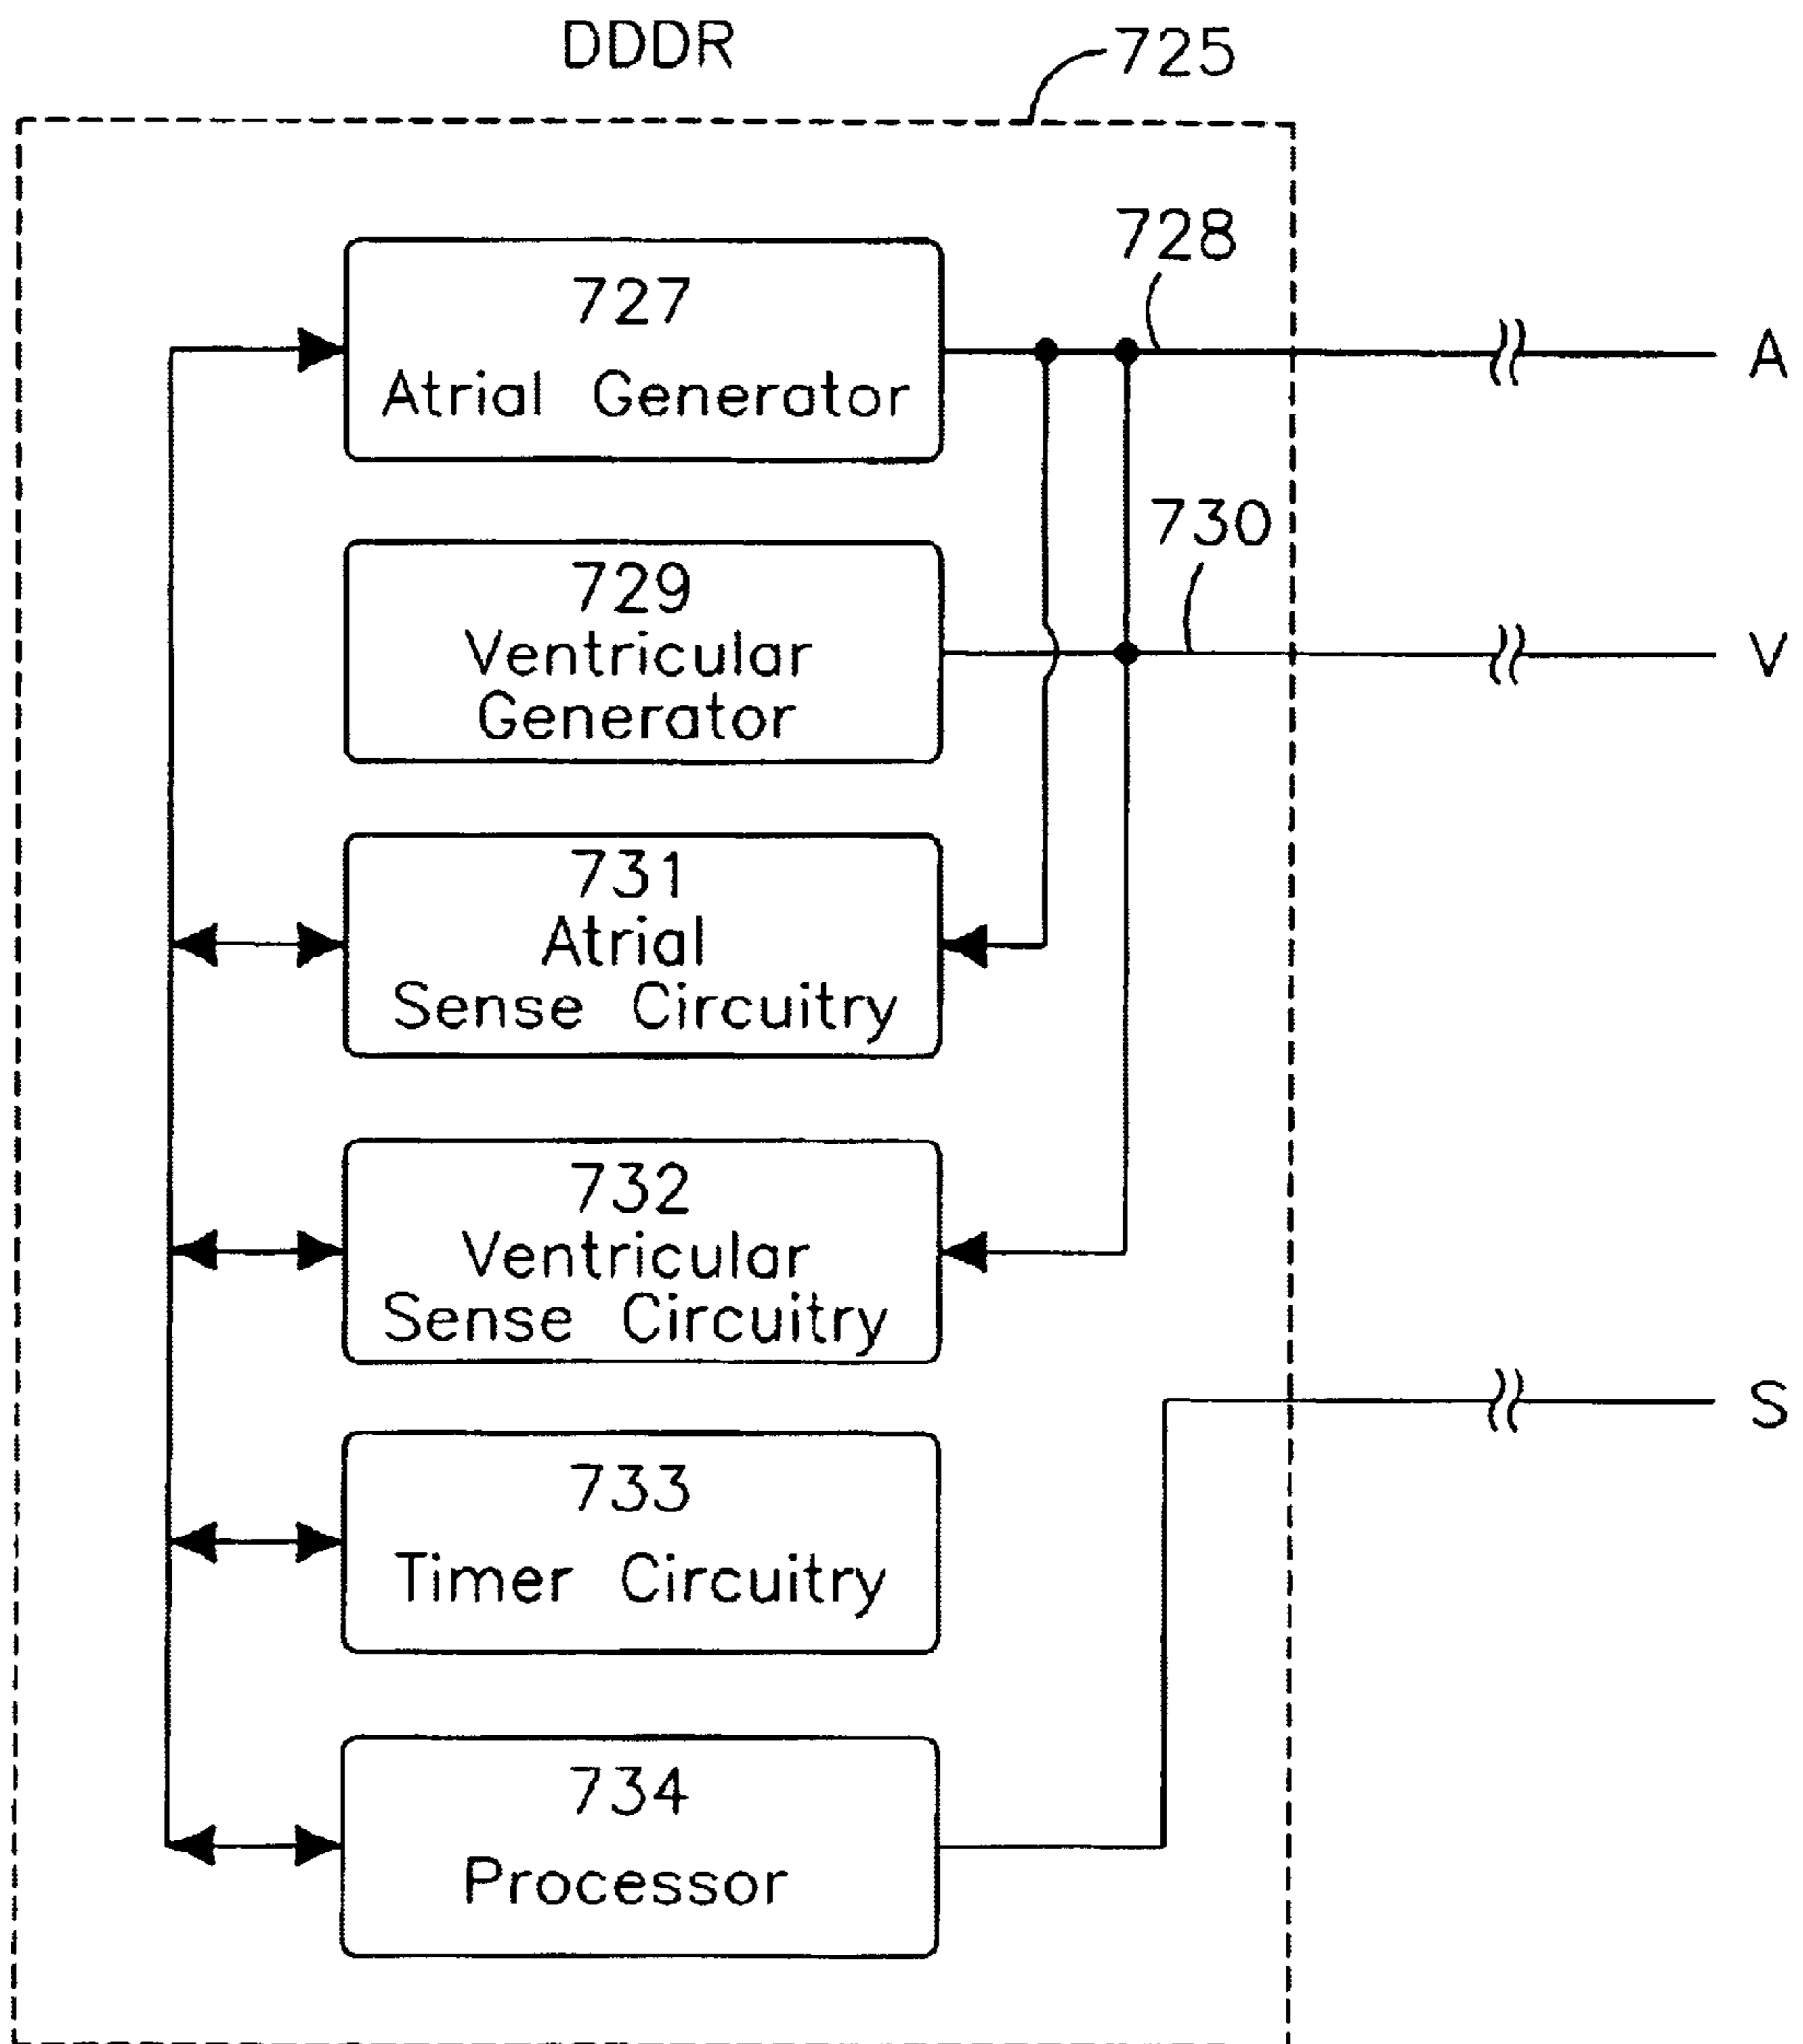 DDDR
725
728
727
Atrial Generator
A
730
729
Ventricular
Generator
V
731
Atrial
Sense Circuitry
732
Ventricular
Sense Circuitry
S
733
Timer Circuitry
734
Processor